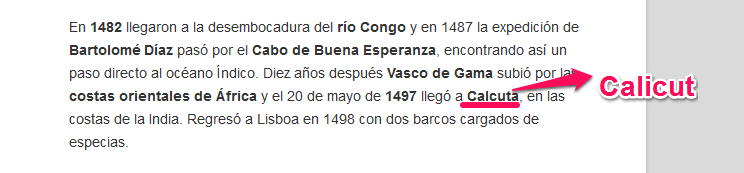 En 1482 llegaron a la desembocadura del río Congo y en 1487 la expedición de
Bartolomé Díaz pasó por el Cabo de Buena Esperanza, encontrando así un
paso directo al océano Índico. Diez años después Vasco de Gama subió por las
costas orientales de África y el 20 de mayo de 1497 llegó a Calcuta, en las
costas de la India. Regresó a Lisboa en 1498 con dos barcos cargados de
especias.
Calicut